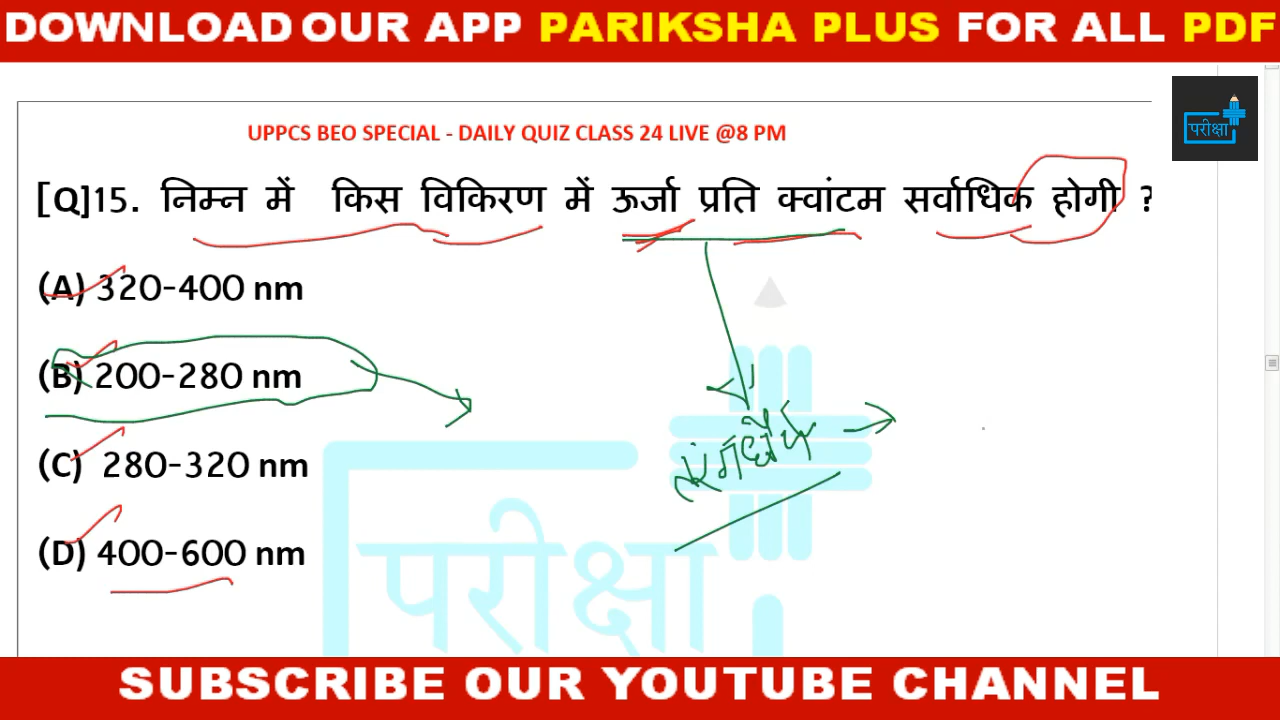 DOWNLOAD OUR APP PARIKSHA PLUS FOR ALL PDF
परीक्षा
UPPCS BEO SPECIAL - DAILY QUIZ CLASS 24 LIVE @8 PM
[Q]15. निम्न में किस विकिरण में ऊर्जा प्रति क्वांटम सर्वाधिक होगी ?
(A) 320-400 nm
(B) 200-280 nm
(C) 280-320 nm
(D) 400-600 nm
परीक्षा
SUBSCRIBE OUR YOUTUBE CHANNEL